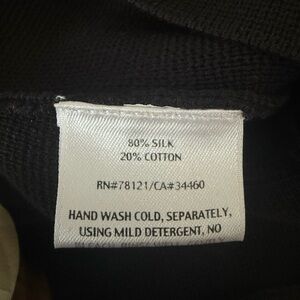 80% SILK
20% COTTON
RN#78121/CA#34460
HAND WASH COLD, SEPARATELY,
USING MILD DETERGENT, NO